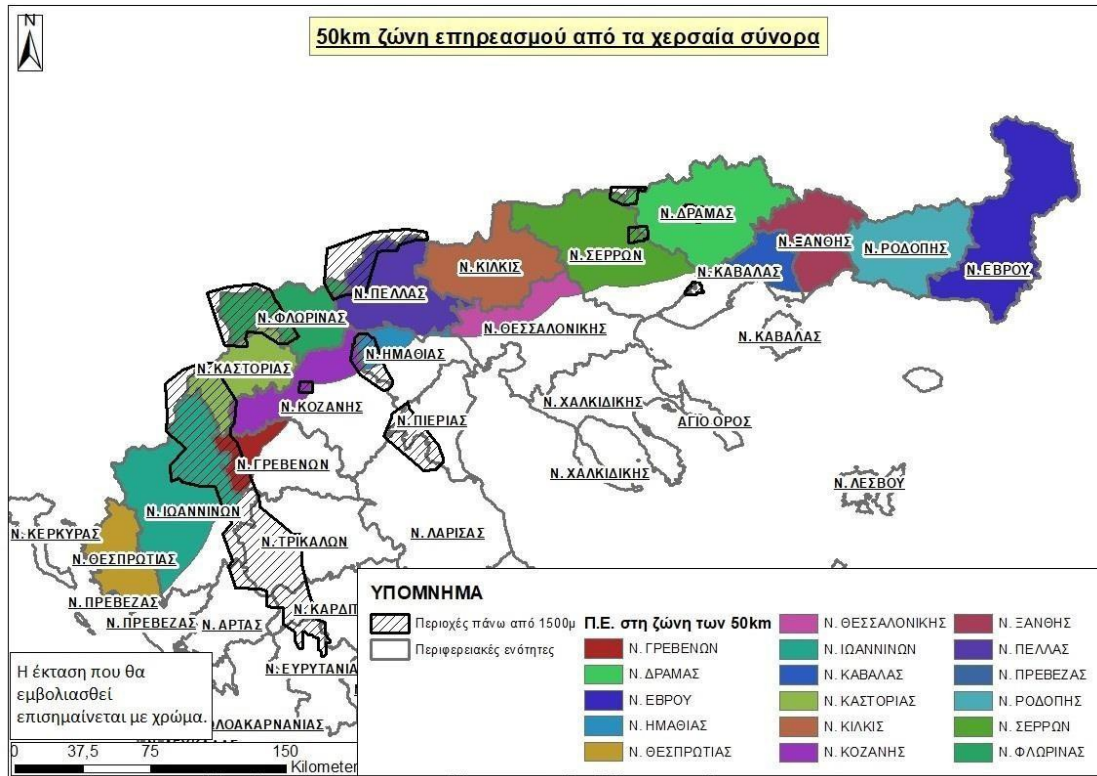 N
50km ζώνη επηρεασμού από τα χερσαία σύνορα
Ν. ΔΡΑΜΑΣ
Ν. ΞΑΝΘΗΣ
Ν. ΡΟΔΟΠΗΣ
Ν. ΕΒΡΟΥ
Ν. ΣΕΡΡΩΝ
Ν. ΚΙΛΚΙΣ
Ν. ΚΑΒΑΛΑΣ
Ν. ΠΕΛΛΑΣ
Ν. ΦΛΩΡΙΝΑΣ
Ν. ΘΕΣΣΑΛΟΝΙΚΗΣ
Ν. ΚΑΒΑΛΑΣ
Ν. ΗΜΑΘΙΑΣ
Ν. ΚΑΣΤΟΡΙΑΣ
Ν. ΚΟΖΑΝΗΣ
Ν. ΧΑΛΚΙΔΙΚΗΣ
Ν. ΠΙΕΡΙΑΣ
ΑΓΙΟ ΟΡΟΣ
Ν. ΓΡΕΒΕΝΩΝ
Ν. ΧΑΛΚΙΔΙΚΗΣ
Ν. ΛΕΣΒΟΥ
Ν. ΙΩΑΝΝΙΝΩΝ
Ν. ΚΕΡΚΥΡΑΣ
Ν. ΤΡΙΚΑΛΩΝ
Ν. ΛΑΡΙΣΑΣ
Ν. ΘΕΣΠΡΩΤΙΑΣ
Ν. ΠΡΕΒΕΖΑΣ
Ν. ΠΡΕΒΕΖΑΣ
Ν. ΑΡΤΑΣ
Ν. ΚΑΡΔΙΤ
Ν. ΕΥΡΥΤΑΝΙΑ
ΛΟΑΚΑΡΝΑΝΙΑΣ
Η έκταση που θα
εμβολιασθεί
επισημαίνεται με χρώμα.
0 37,5 75 150
Kilometer
ΥΠΟΜΝΗΜΑ
Περιοχές πάνω από 1500μ
Περιφερειακές ενότητες
Π.Ε. στη ζώνη των 50km
Ν. ΓΡΕΒΕΝΩΝ
Ν. ΔΡΑΜΑΣ
Ν. ΕΒΡΟΥ
Ν. ΗΜΑΘΙΑΣ
Ν. ΘΕΣΠΡΩΤΙΑΣ
Ν. ΘΕΣΣΑΛΟΝΙΚΗΣ
Ν. ΙΩΑΝΝΙΝΩΝ
Ν. ΚΑΒΑΛΑΣ
Ν. ΚΑΣΤΟΡΙΑΣ
Ν. ΚΙΛΚΙΣ
Ν. ΚΟΖΑΝΗΣ
Ν. ΞΑΝΘΗΣ
Ν. ΠΕΛΛΑΣ
Ν. ΠΡΕΒΕΖΑΣ
Ν. ΡΟΔΟΠΗΣ
Ν. ΣΕΡΡΩΝ
Ν. ΦΛΩΡΙΝΑΣ